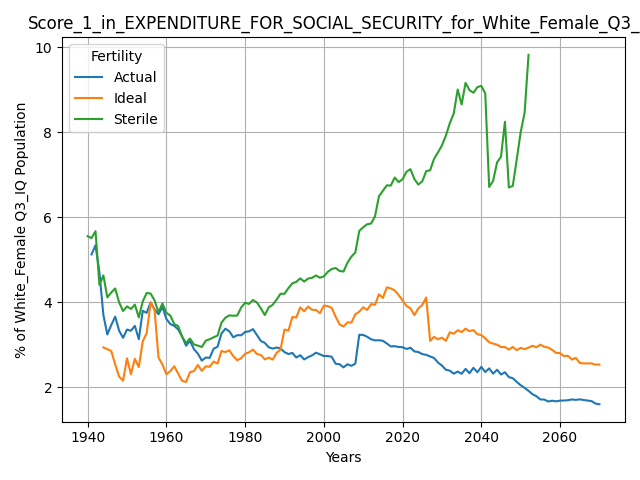 Score_1_in_EXPENDITURE_FOR_SOCIAL_SECURITY_for_White_Female_Q3_
Fertility
Actual
Ideal
Sterile
% of White_Female Q3_IQ Population
10
8
6
4
2
1940 1960 1980 2000 2020 2040 2060
Years